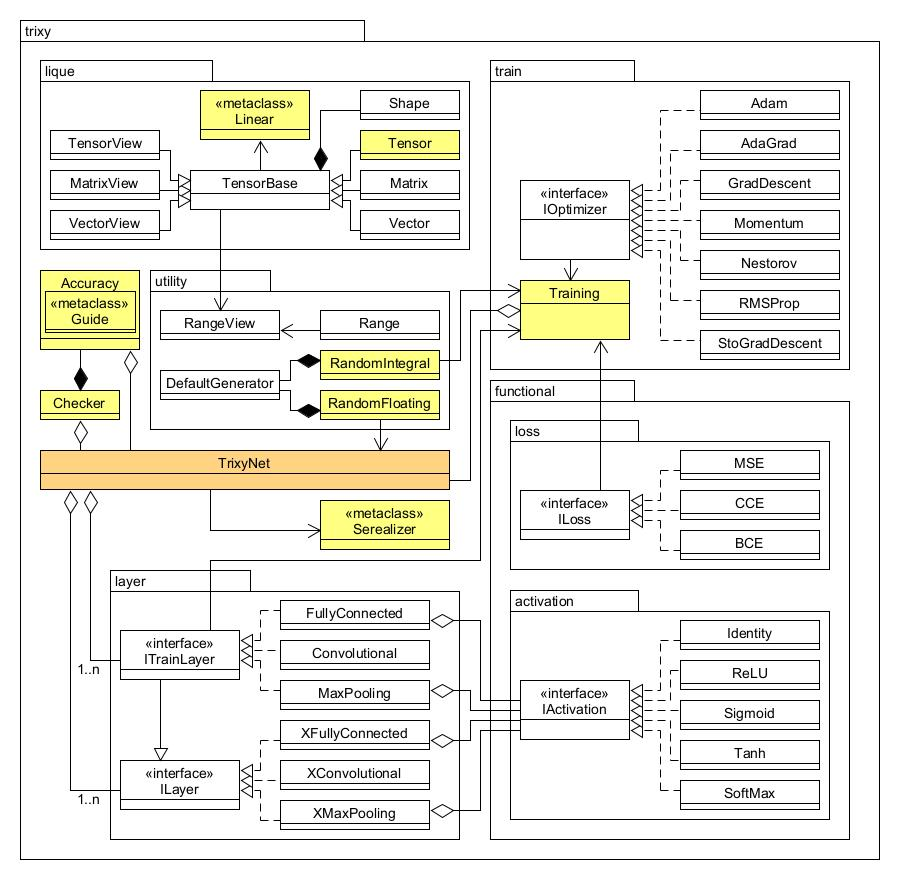 trixy
lique
«metaclass»
Linear
Shape
TensorView
Tensor
MatrixView
TensorBase
Matrix
VectorView
Vector
train
Adam
AdaGrad
«interface»
IOptimizer
GradDescent
Momentum
Nestorov
RMSProp
StoGradDescent
Training
Accuracy
«metaclass»
Guide
Checker
utility
RangeView
Range
RandomIntegral
DefaultGenerator
RandomFloating
TrixyNet
«metaclass»
Serealizer
functional
loss
MSE
«interface»
ILoss
CCE
BCE
layer
FullyConnected
«interface»
ITrainLayer
Convolutional
1..n
MaxPooling
XFullyConnected
«interface»
ILayer
XConvolutional
1..n
XMaxPooling
activation
Identity
ReLU
«interface»
IActivation
Sigmoid
Tanh
SoftMax